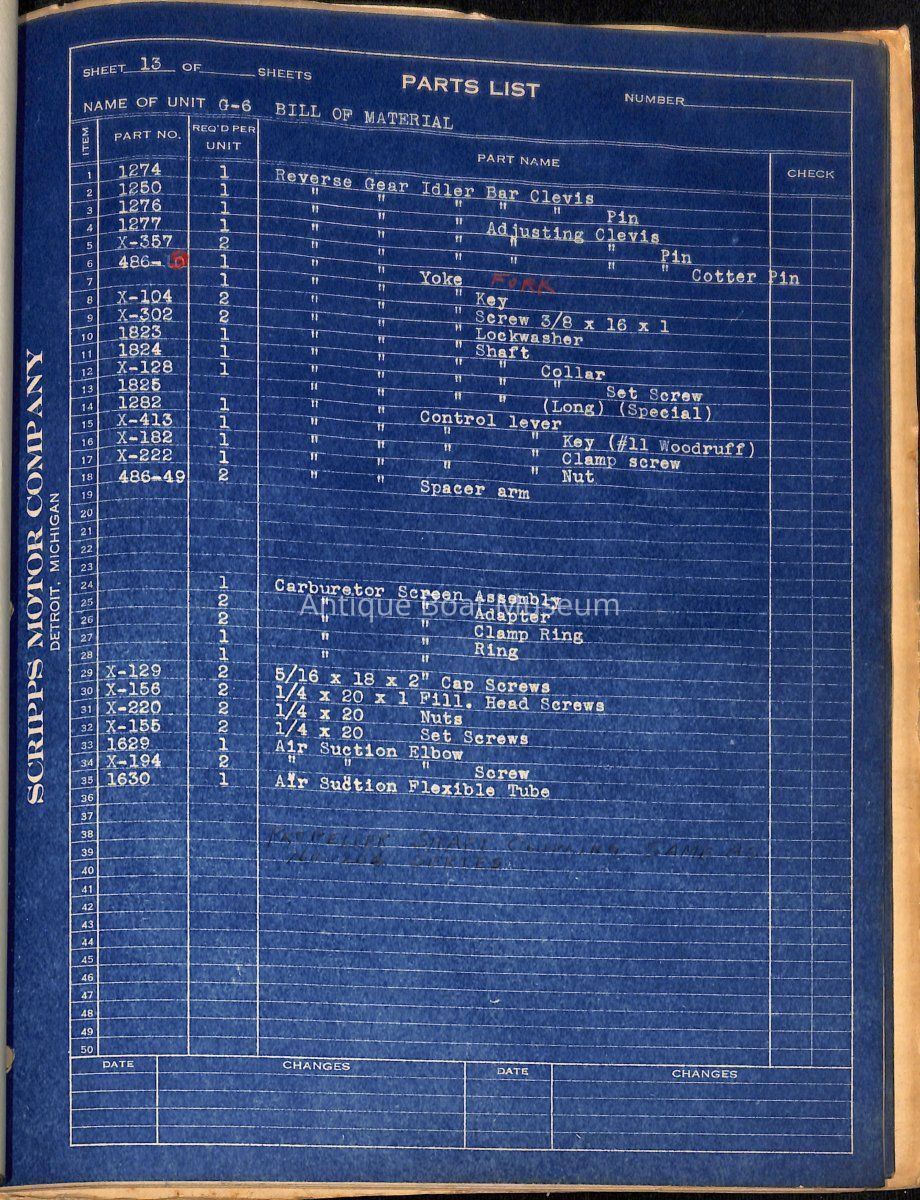 SHEET 13 OF SHEETS
PARTS LIST
NUMBER
NAME OF UNIT G-6 BILL OF MATERIAL
ITEM PART NO. REQ'D PER UNIT PART NAME CHECK
1 1274 1 Reverse Gear Idler Bar Clevis
2 1250 1 " " " " " Pin
3 1276 1 " " " Adjusting Clevis
4 1277 1 " " " " " Pin
5 X-357 2 " " " " " " Cotter Pin
6 486-6 1 " " Yoke FORK
7 1 " " " Key
8 X-104 2 " " " Screw 3/8 x 16 x 1
9 X-302 2 " " " Lockwasher
10 1823 1 " " " Shaft
11 1824 1 " " " " Collar
12 X-128 1 " " " " " Set Screw
13 1825 " " " " (Long) (Special)
14 1282 1 " " Control lever
15 X-413 1 " " " " Key (#11 Woodruff)
16 X-182 1 " " " " Clamp screw
17 X-222 1 " " " " Nut
18 486-49 2 " " Spacer arm
19
20
21
22
23
24 1 Carburetor Screen Assembly
25 2 " " Adapter
26 2 " " Clamp Ring
27 1 " " Ring
28 1
29 X-129 2 5/16 x 18 x 2" Cap Screws
30 X-156 2 1/4 x 20 x 1 Fill. Head Screws
31 X-220 2 1/4 x 20 Nuts
32 X-155 2 1/4 x 20 Set Screws
33 1629 1 Air Suction Elbow
34 X-194 2 " " " Screw
35 1630 1 Air Suction Flexible Tube
36
37
38 PROPELLER SHAFT COUPLING SAME AS
39 SERIES
40
41
42
43
44
45
46
47
48
49
50
DATE CHANGES DATE CHANGES
SCRIPPS MOTOR COMPANY
DETROIT, MICHIGAN
Antique Boat Museum